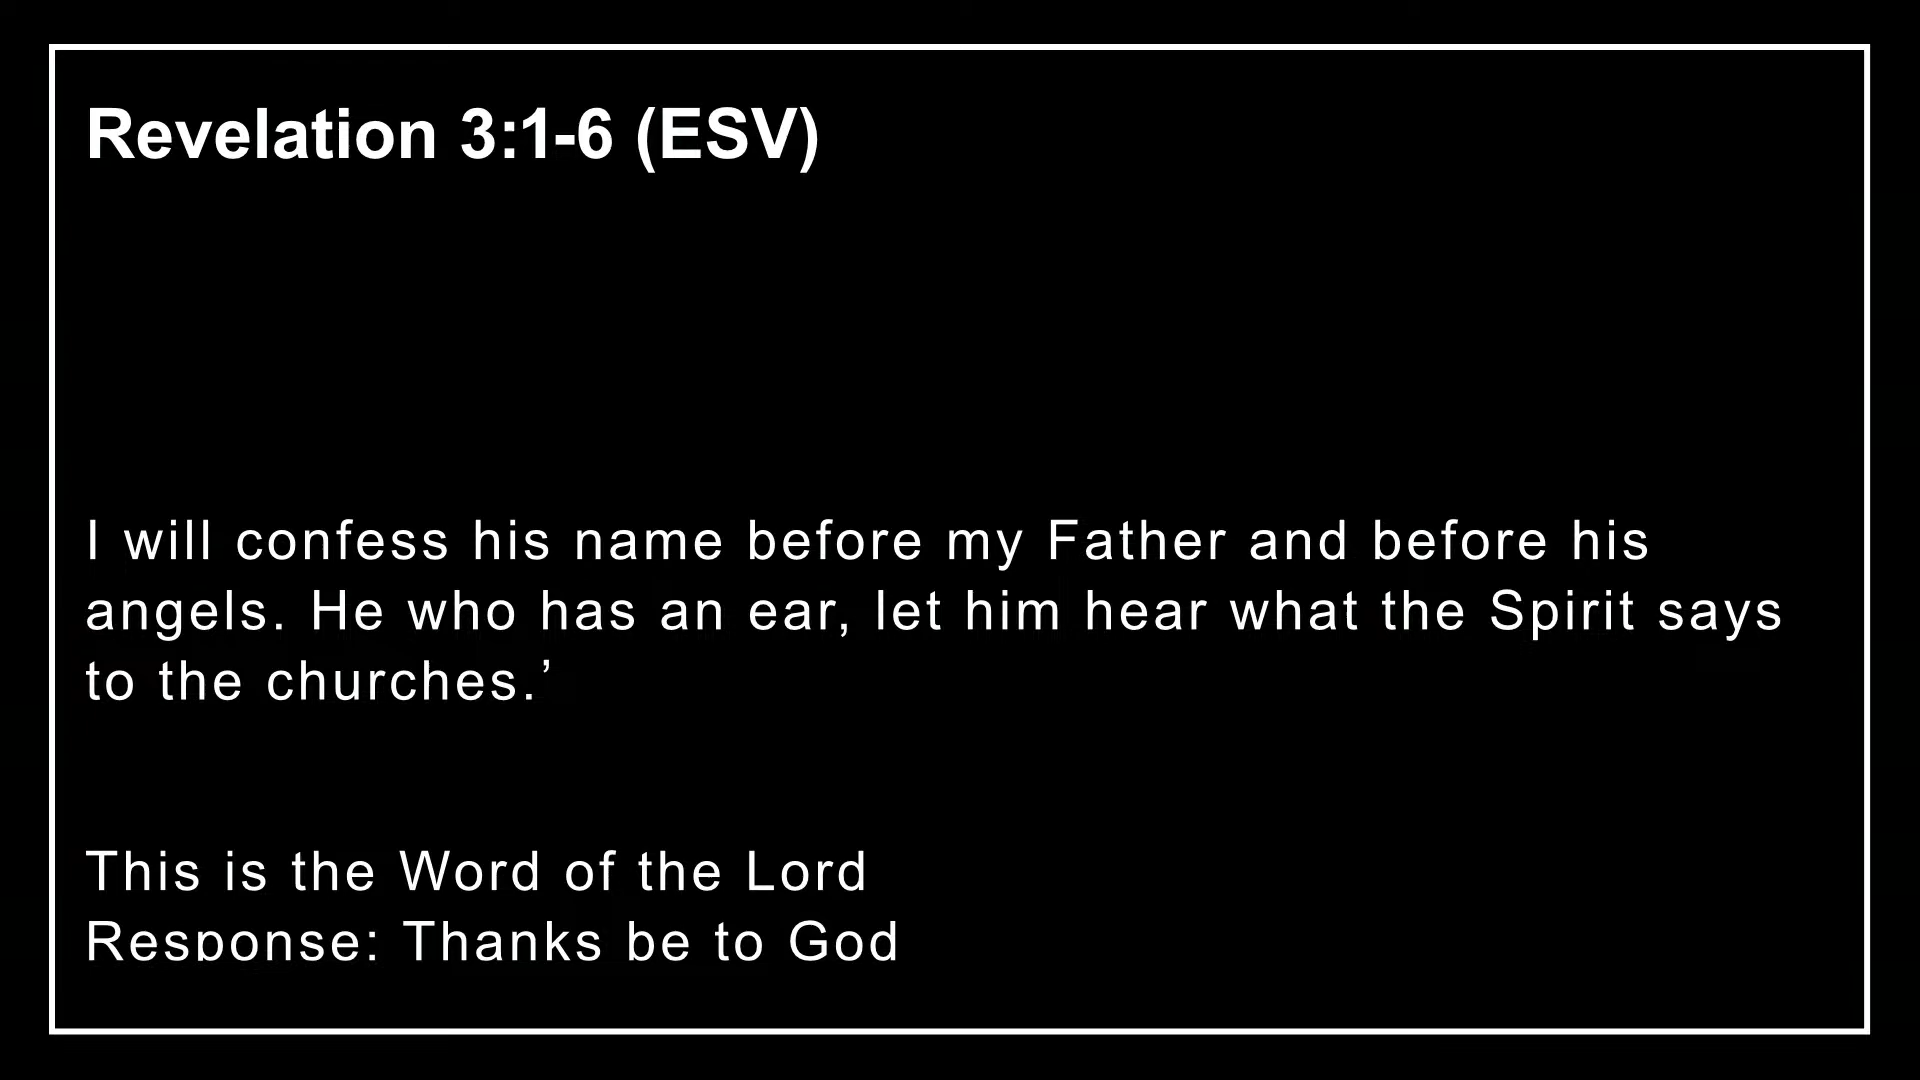 Revelation 3:1-6 (ESV)
I will confess his name before my Father and before his
angels. He who has an ear, let him hear what the Spirit says
to the churches.’
This is the Word of the Lord
Response: Thanks be to God